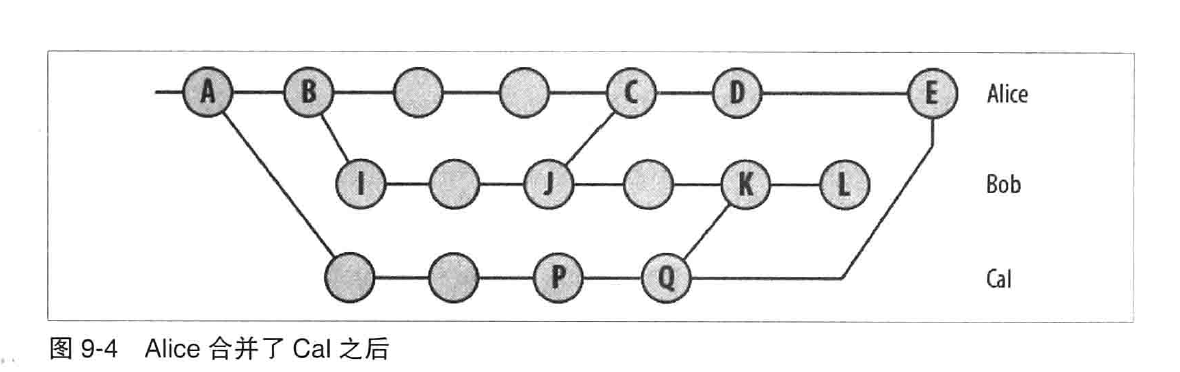 A B C D E Alice
I J K L Bob
P Q Cal
图 9-4 Alice 合并了 Cal 之后